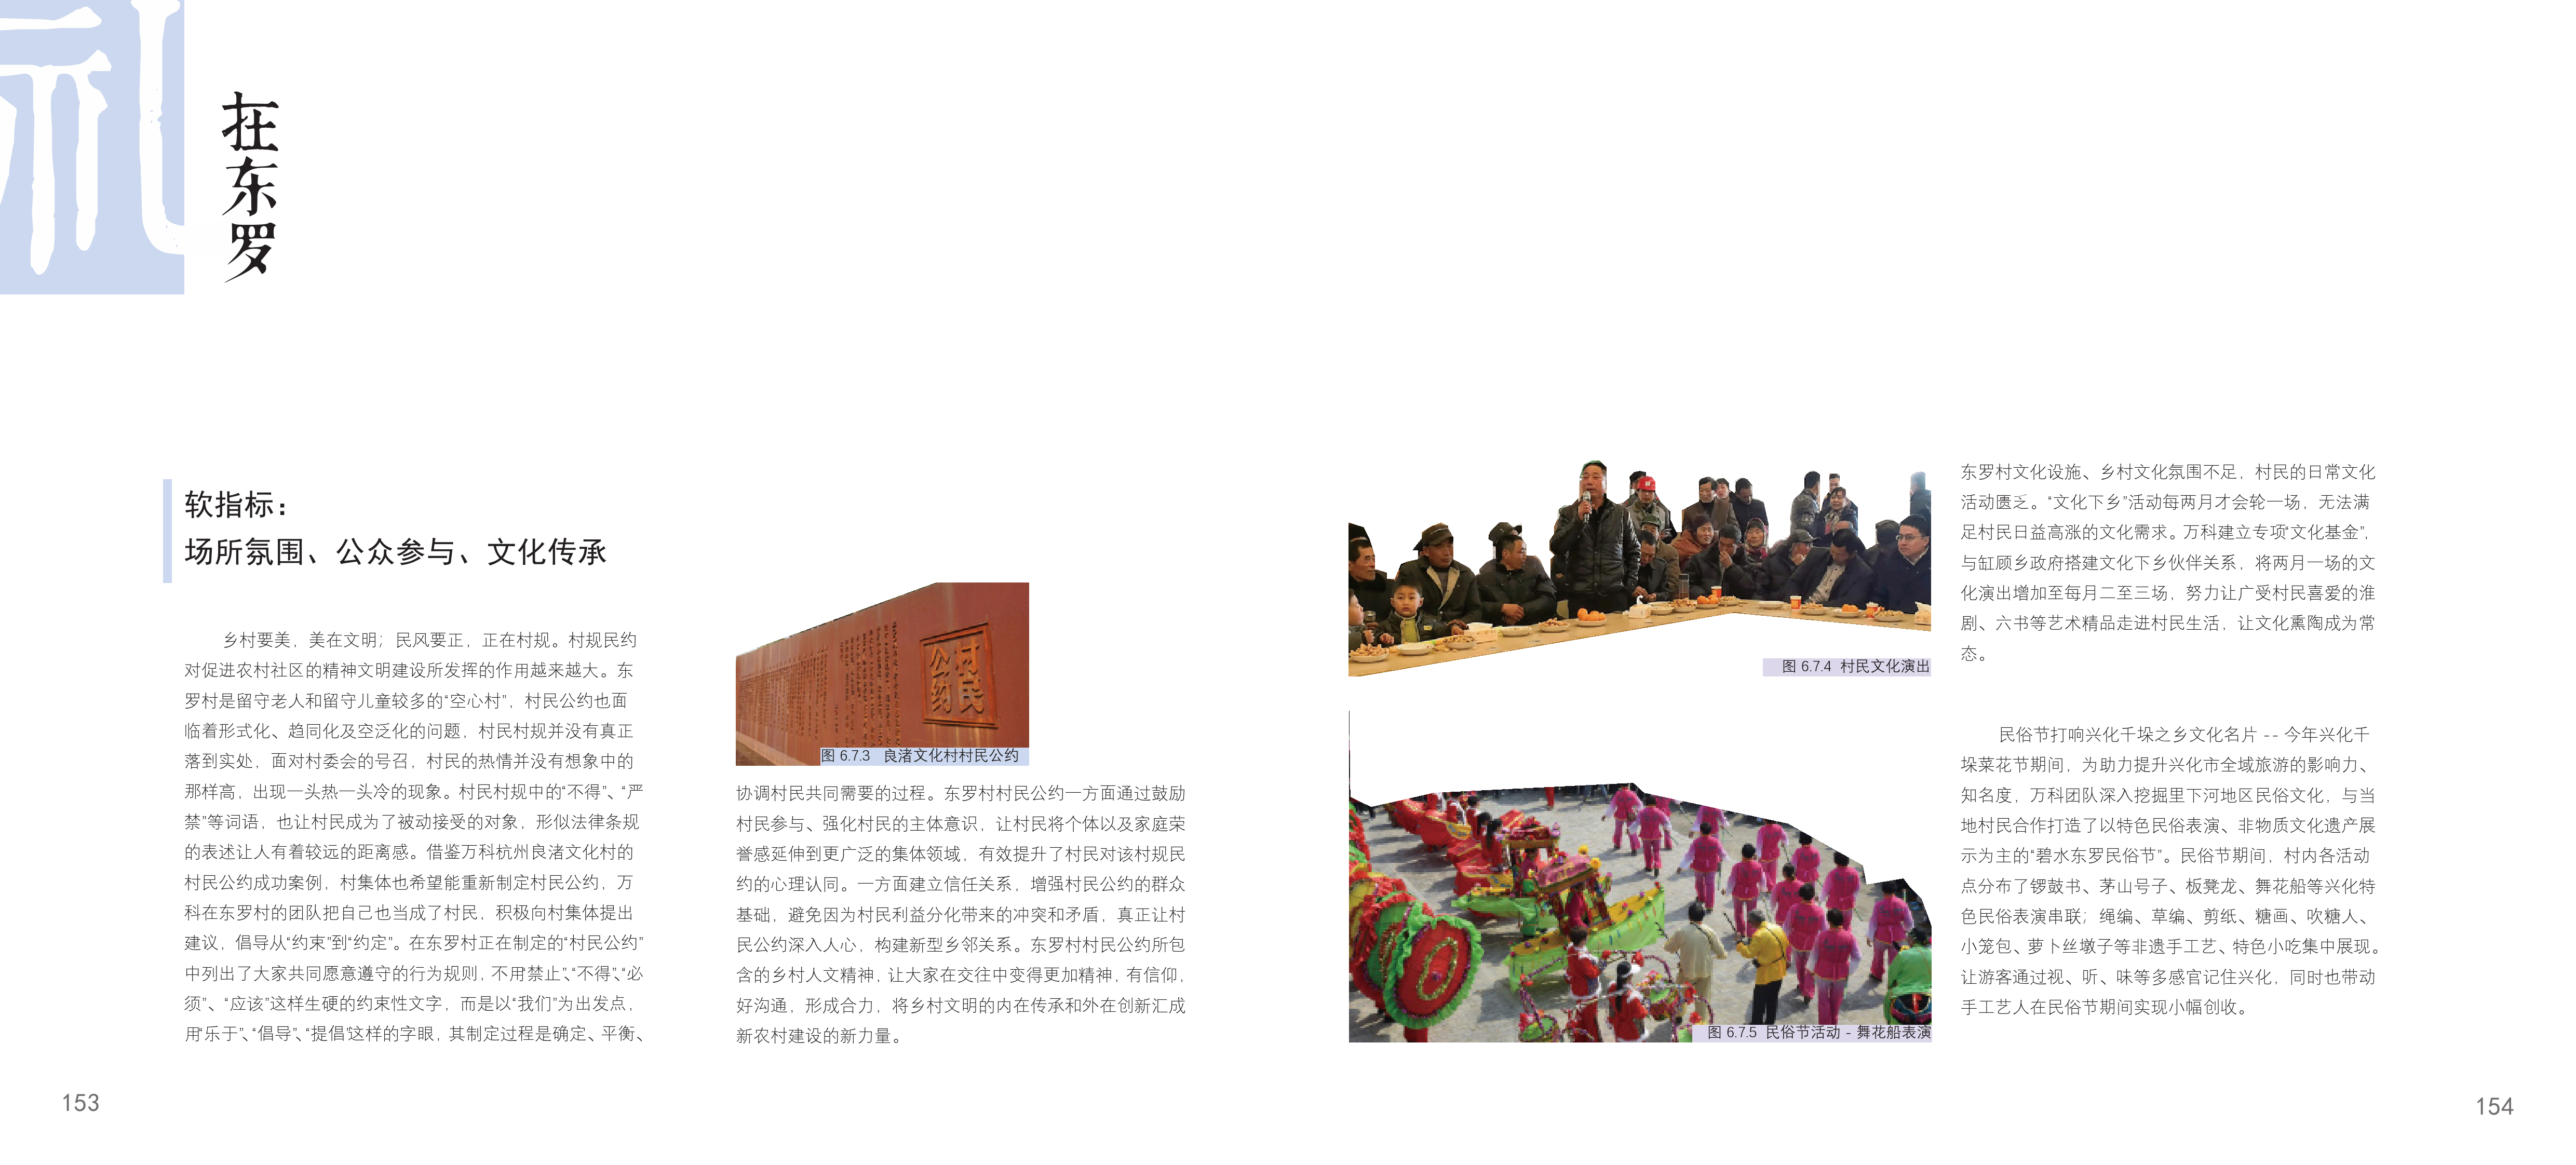 礼
在东罗
软指标：
场所氛围、公众参与、文化传承
乡村要美，美在文明；民风要正，正在村规。村规民约
对促进农村社区的精神文明建设所发挥的作用越来越大。东
罗村是留守老人和留守儿童较多的“空心村”，村民公约也面
临着形式化、趋同化及空泛化的问题，村民村规并没有真正
落到实处，面对村委会的号召，村民的热情并没有想象中的
那样高，出现一头热一头冷的现象。村民村规中的“不得”、“严
禁”等词语，也让村民成为了被动接受的对象，形似法律条规
的表述让人有着较远的距离感。借鉴万科杭州良渚文化村的
村民公约成功案例，村集体也希望能重新制定村民公约，万
科在东罗村的团队把自己也当成了村民，积极向村集体提出
建议，倡导从“约束”到“约定”。在东罗村正在制定的“村民公约”
中列出了大家共同愿意遵守的行为规则，不用“禁止”、“不得”、“必
须”、“应该”这样生硬的约束性文字，而是以“我们”为出发点，
用“乐于”、“倡导”、“提倡”这样的字眼，其制定过程是确定、平衡、
村民
公约
图 6.7.3 良渚文化村村民公约
协调村民共同需要的过程。东罗村村民公约一方面通过鼓励
村民参与、强化村民的主体意识，让村民将个体以及家庭荣
誉感延伸到更广泛的集体领域，有效提升了村民对该村规民
约的心理认同。一方面建立信任关系，增强村民公约的群众
基础，避免因为村民利益分化带来的冲突和矛盾，真正让村
民公约深入人心，构建新型乡邻关系。东罗村村民公约所包
含的乡村人文精神，让大家在交往中变得更加精神，有信仰，
好沟通，形成合力，将乡村文明的内在传承和外在创新汇成
新农村建设的新力量。
153
图 6.7.4 村民文化演出
图 6.7.5 民俗节活动 - 舞花船表演
东罗村文化设施、乡村文化氛围不足，村民的日常文化
活动匮乏。“文化下乡”活动每两月才会轮一场，无法满
足村民日益高涨的文化需求。万科建立专项“文化基金”，
与缸顾乡政府搭建文化下乡伙伴关系，将两月一场的文
化演出增加至每月二至三场，努力让广受村民喜爱的淮
剧、六书等艺术精品走进村民生活，让文化熏陶成为常
态。
民俗节打响兴化千垛之乡文化名片 -- 今年兴化千
垛菜花节期间，为助力提升兴化市全域旅游的影响力、
知名度，万科团队深入挖掘里下河地区民俗文化，与当
地村民合作打造了以特色民俗表演、非物质文化遗产展
示为主的“碧水东罗民俗节”。民俗节期间，村内各活动
点分布了锣鼓书、茅山号子、板凳龙、舞花船等兴化特
色民俗表演串联；绳编、草编、剪纸、糖画、吹糖人、
小笼包、萝卜丝墩子等非遗手工艺、特色小吃集中展现。
让游客通过视、听、味等多感官记住兴化，同时也带动
手工艺人在民俗节期间实现小幅创收。
154